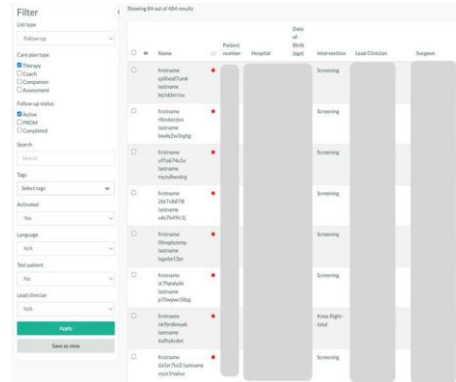 Filter
List type
Follow-up
Care plan type
Therapy
Coach
Companion
Assessment
Follow-up status
Active
PROM
Completed
Search
Search
Tags
Select tags
Activated
Yes
Language
N/A
Test patient
No
Lead clinician
N/A
Apply
Save as view
Showing 84 out of 484 results
Name
Patient number
Hospital
Date of Birth (age)
Intervention
Lead Clinician
Surgeon
firstname
lastname
Screening
firstname
lastname
Screening
firstname
lastname
Screening
firstname
lastname
Screening
firstname
lastname
Screening
firstname
lastname
Screening
firstname
lastname
Knee Right - total
firstname
lastname
Screening